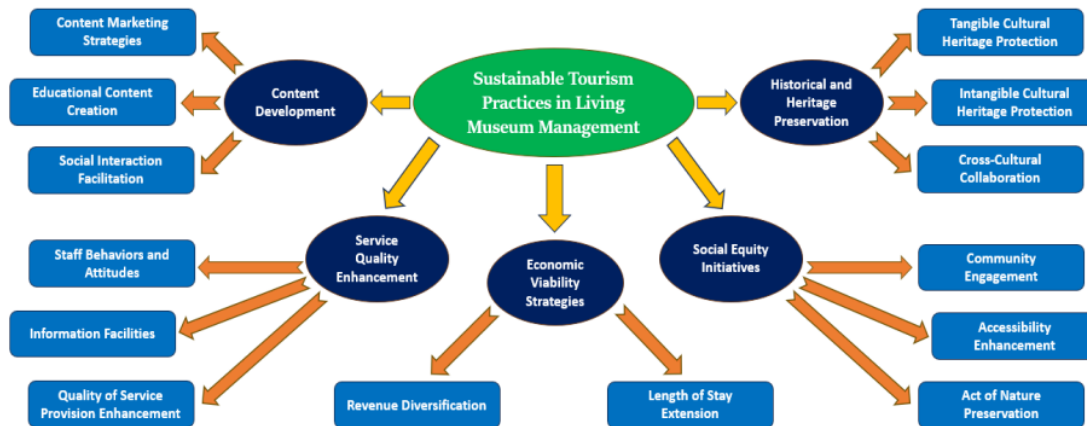 Sustainable Tourism
Practices in Living
Museum Management
Content
Development
Content Marketing
Strategies
Educational Content
Creation
Social Interaction
Facilitation
Historical and
Heritage
Preservation
Tangible Cultural
Heritage Protection
Intangible Cultural
Heritage Protection
Cross-Cultural
Collaboration
Service
Quality
Enhancement
Staff Behaviors and
Attitudes
Information Facilities
Quality of Service
Provision Enhancement
Economic
Viability
Strategies
Revenue Diversification
Length of Stay
Extension
Social Equity
Initiatives
Community
Engagement
Accessibility
Enhancement
Act of Nature
Preservation